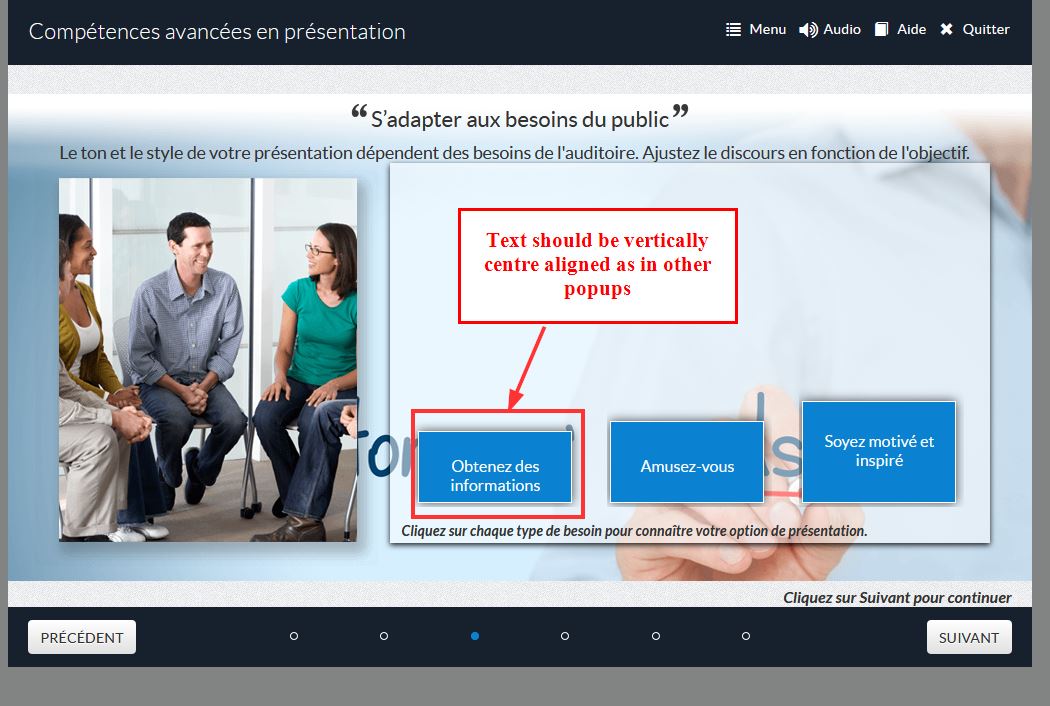 Compétences avancées en présentation
Menu Audio Aide Quitter
“S’adapter aux besoins du public”
Le ton et le style de votre présentation dépendent des besoins de l'auditoire. Ajustez le discours en fonction de l'objectif.
Text should be vertically
centre aligned as in other
popups
Obtenez des
informations
Amusez-vous
Soyez motivé et
inspiré
Cliquez sur chaque type de besoin pour connaître votre option de présentation.
Cliquez sur Suivant pour continuer
PRÉCÉDENT
SUIVANT